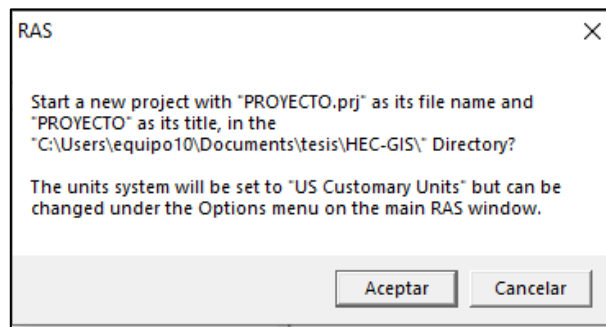 RAS
Start a new project with "PROYECTO.prj" as its file name and
"PROYECTO" as its title, in the
"C:\Users\equipo10\Documents\tesis\HEC-GIS\" Directory?
The units system will be set to "US Customary Units" but can be
changed under the Options menu on the main RAS window.
Aceptar
Cancelar